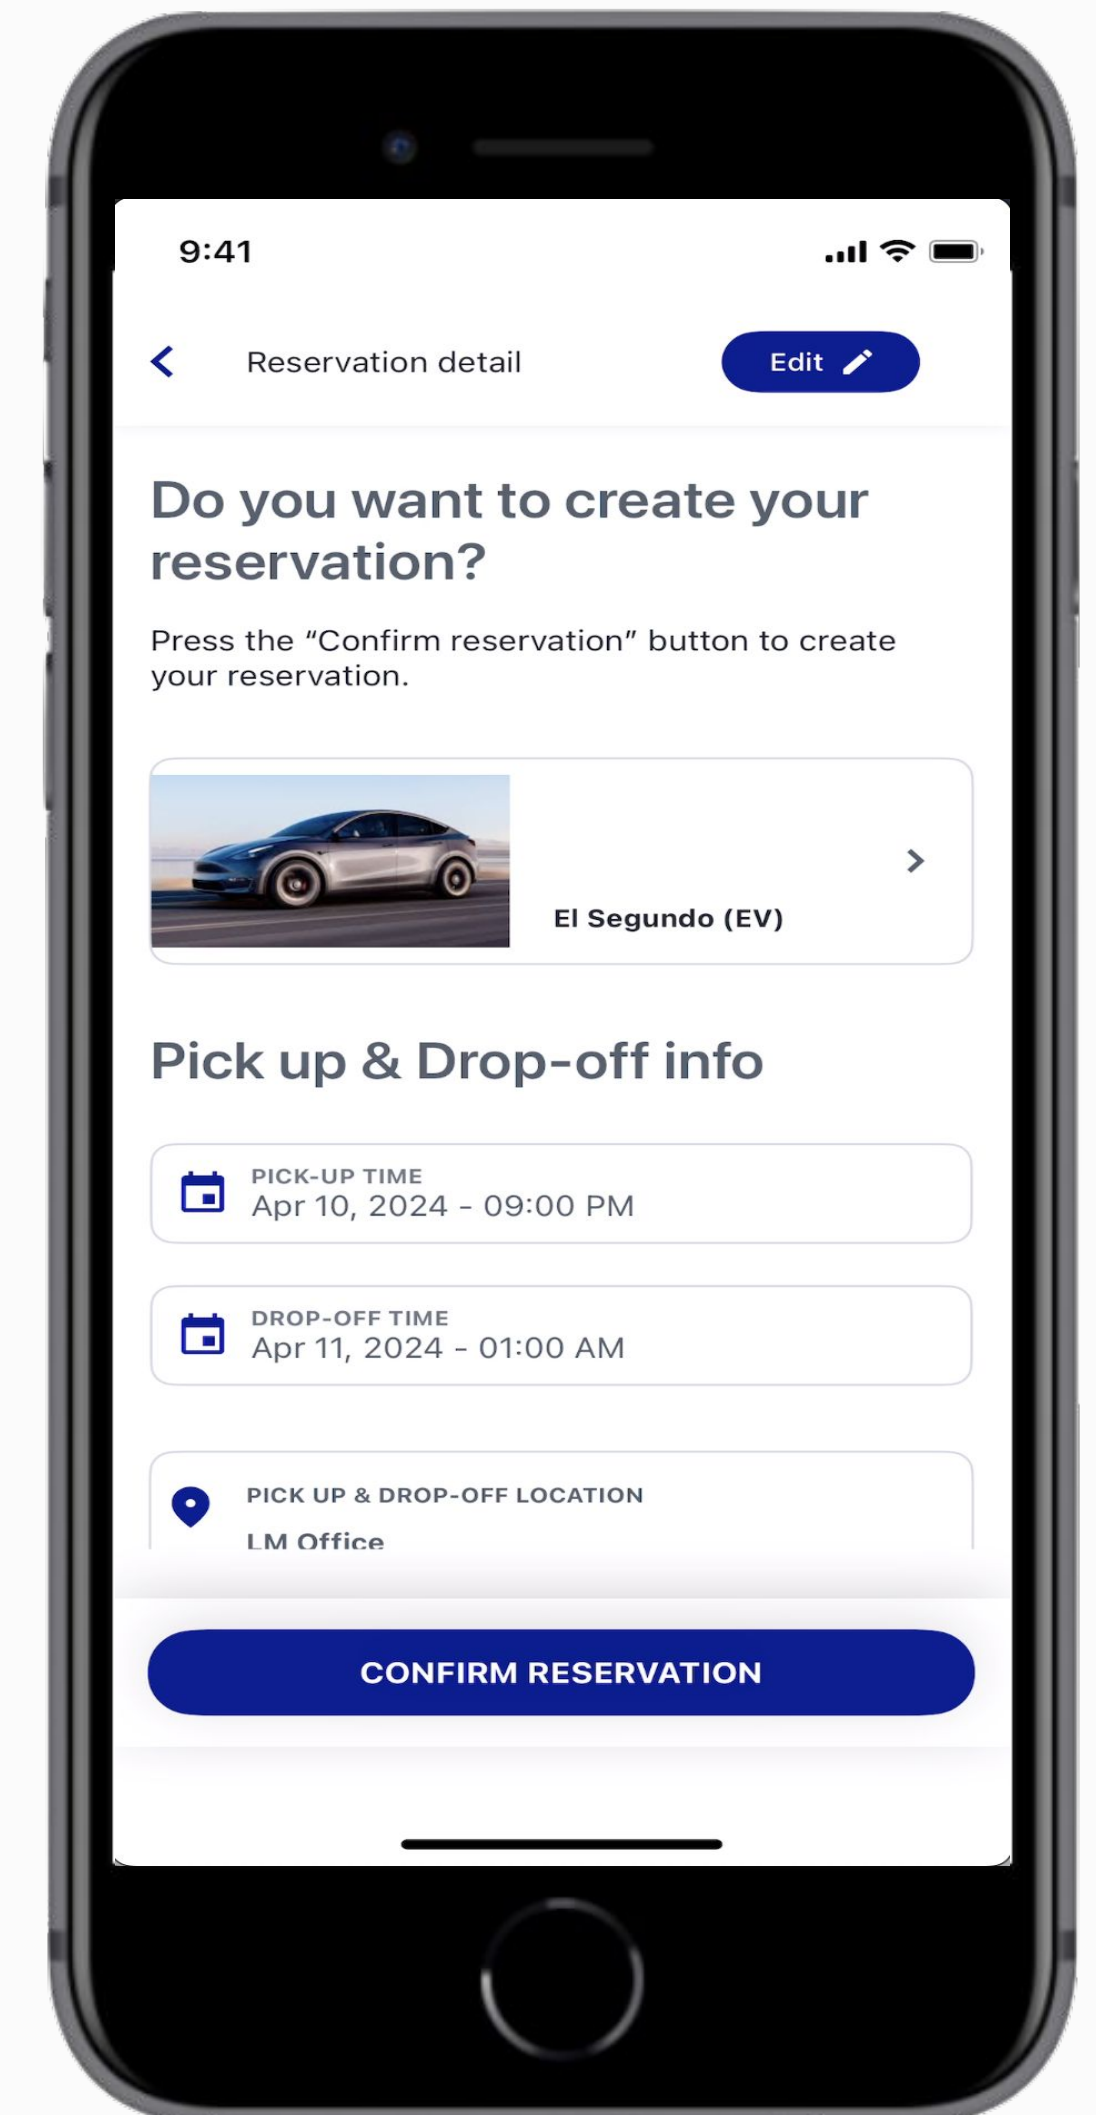 9:41
Reservation detail
Edit
Do you want to create your
reservation?
Press the “Confirm reservation” button to create
your reservation.
El Segundo (EV)
Pick up & Drop-off info
PICK-UP TIME
Apr 10, 2024 - 09:00 PM
DROP-OFF TIME
Apr 11, 2024 - 01:00 AM
PICK UP & DROP-OFF LOCATION
LM Office
CONFIRM RESERVATION